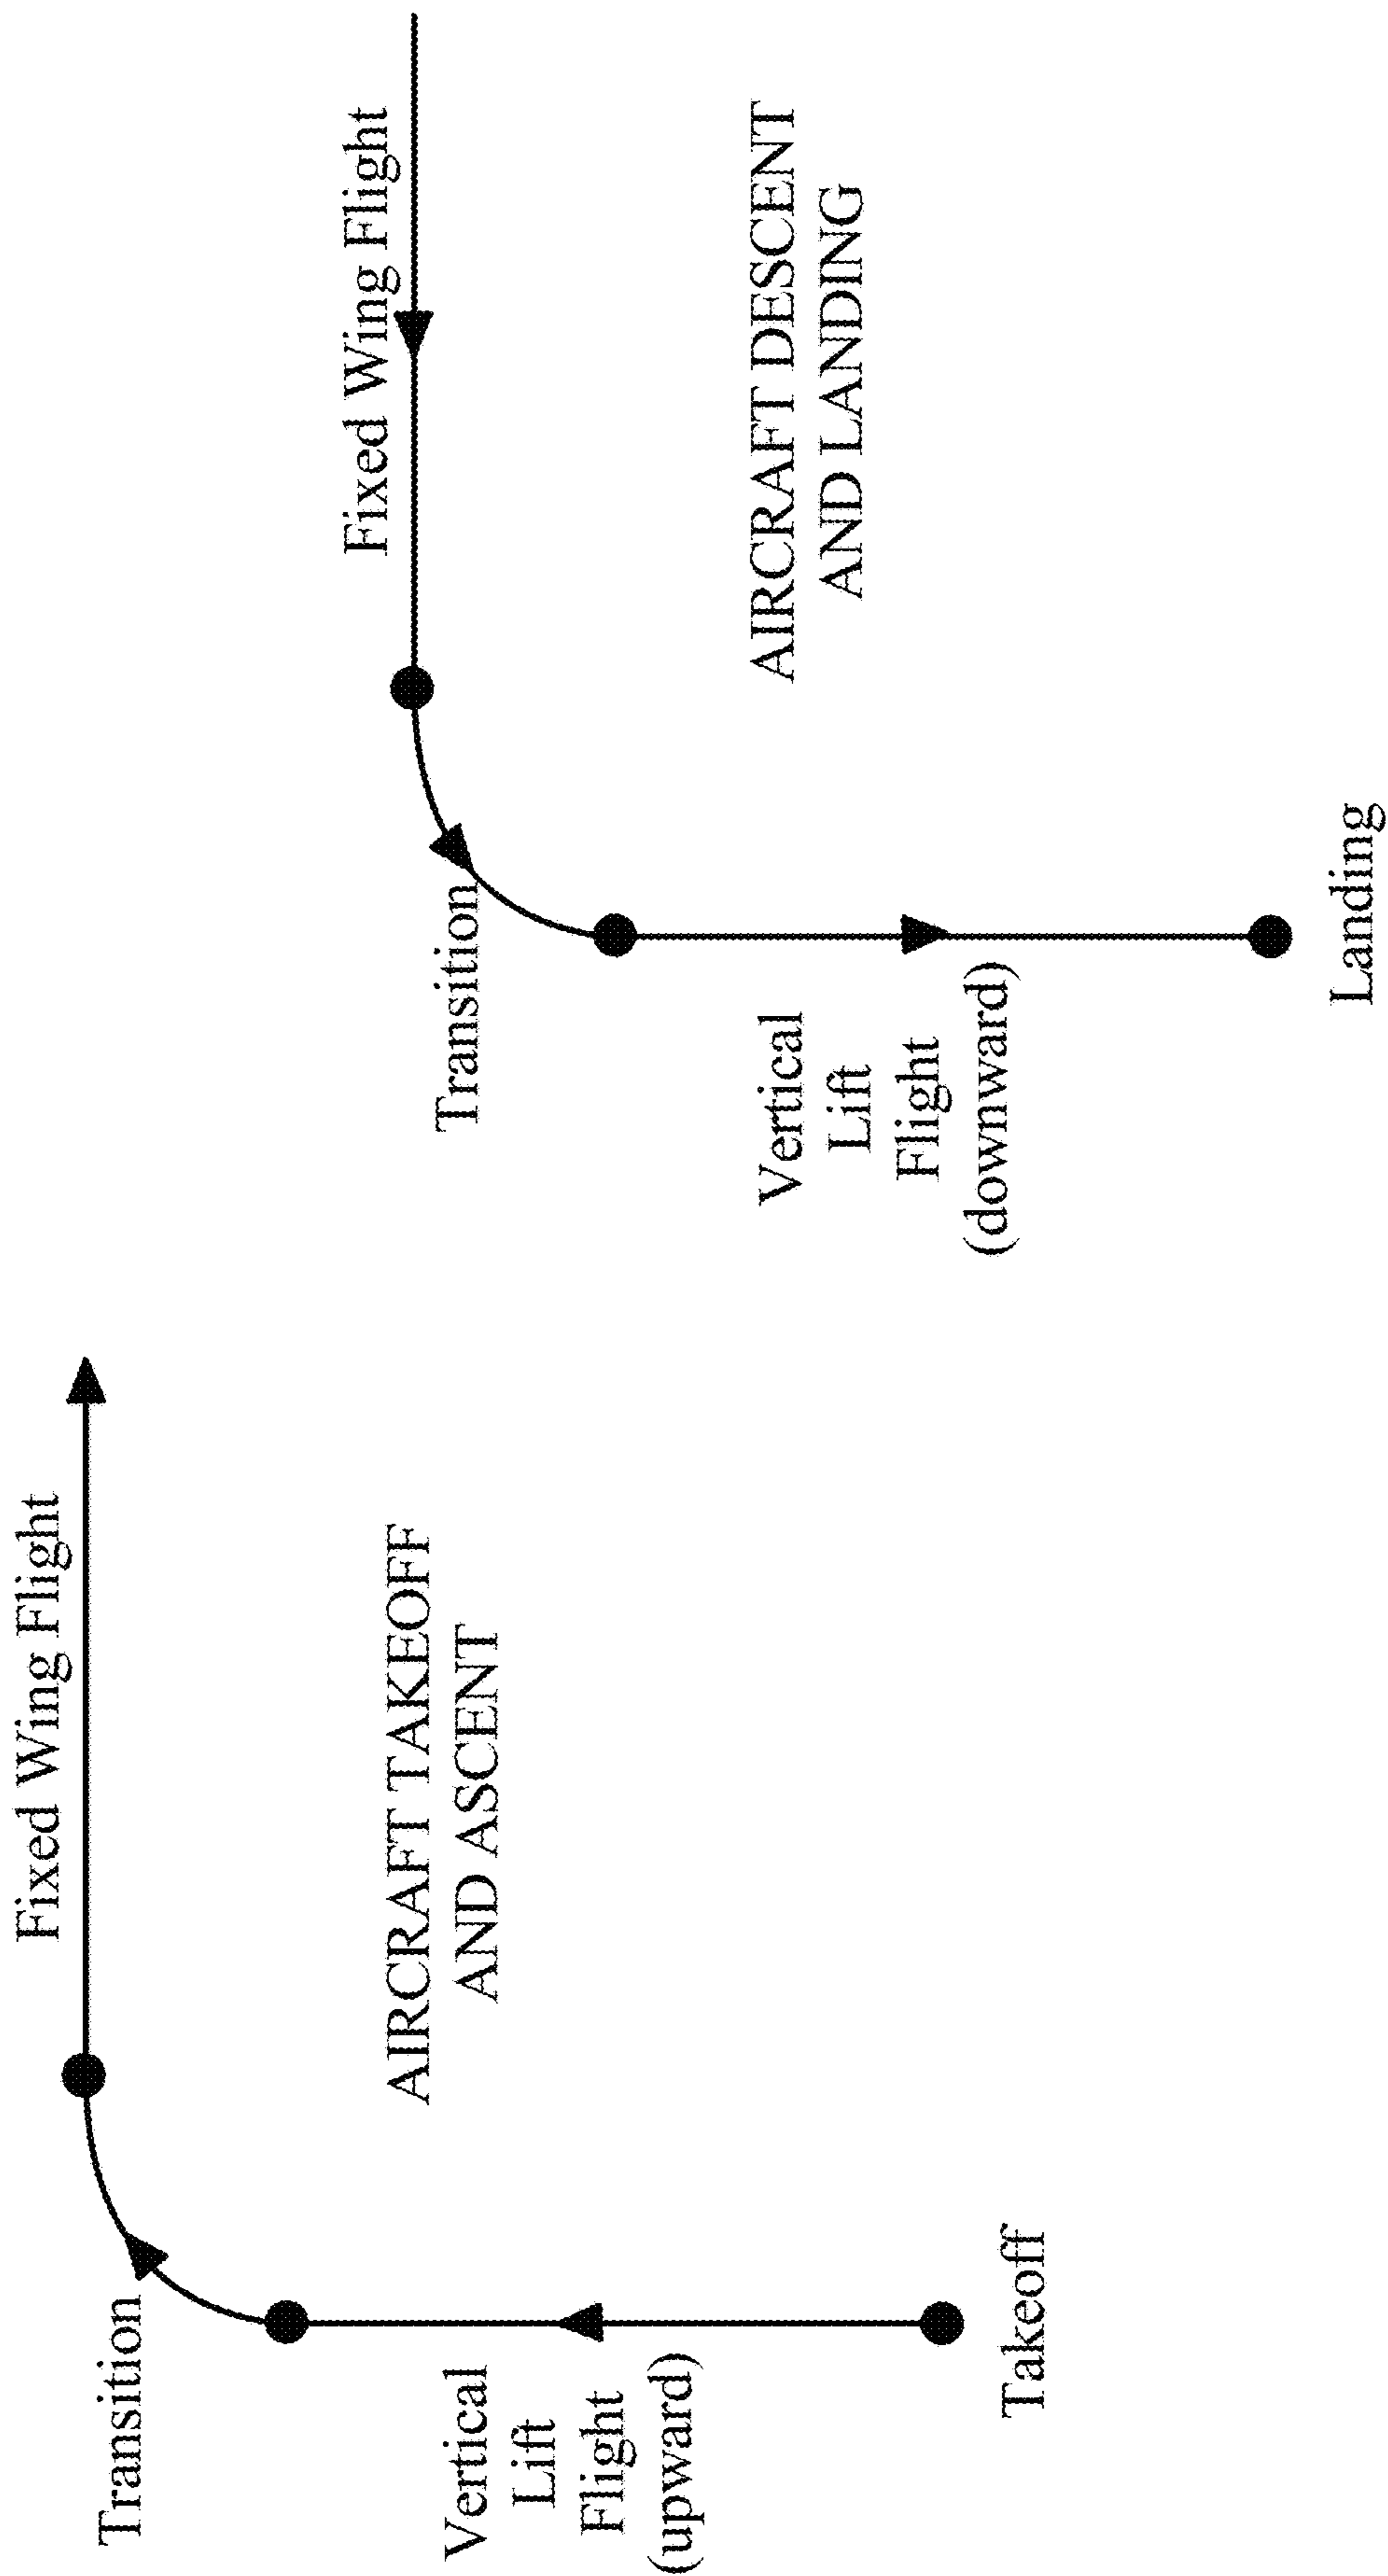 Fixed Wing Flight
Transition
AIRCRAFT TAKEOFF
AND ASCENT
Vertical
Lift
Flight
(upward)
Takeoff
Fixed Wing Flight
Transition
AIRCRAFT DESCENT
AND LANDING
Vertical
Lift
Flight
(downward)
Landing